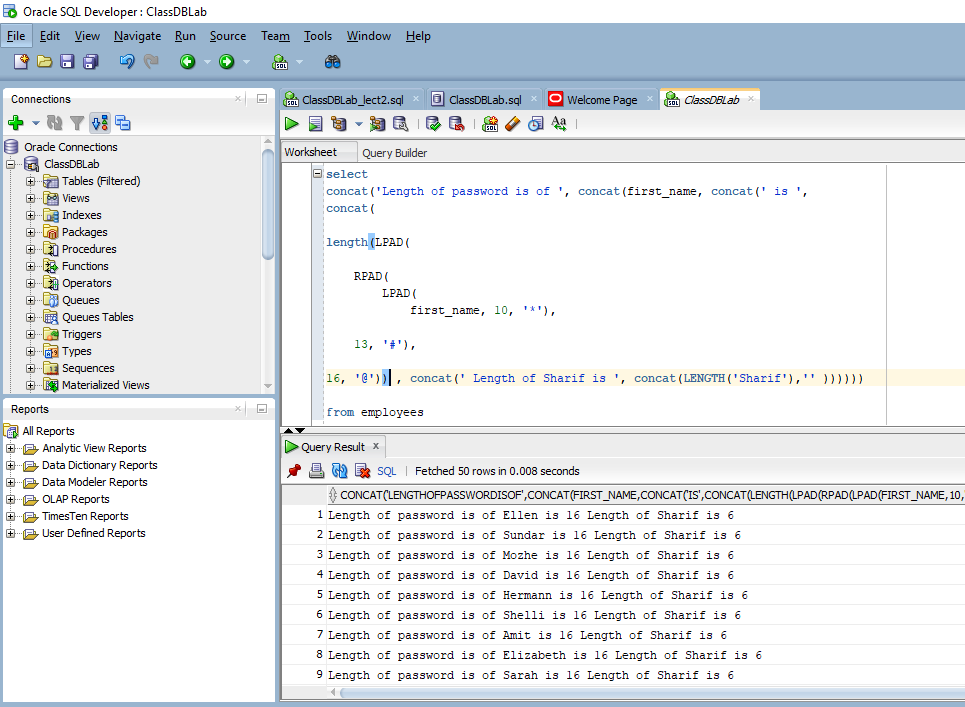 Oracle SQL Developer : ClassDBLab
File Edit View Navigate Run Source Team Tools Window Help
Connections
Oracle Connections
ClassDBLab
Tables (Filtered)
Views
Indexes
Packages
Procedures
Functions
Operators
Queues
Queues Tables
Triggers
Types
Sequences
Materialized Views
Reports
All Reports
Analytic View Reports
Data Dictionary Reports
Data Modeler Reports
OLAP Reports
TimesTen Reports
User Defined Reports
ClassDBLab_lect2.sql ClassDBLab.sql Welcome Page ClassDBLab
Worksheet Query Builder
select
concat('Length of password is of ', concat(first_name, concat(' is ',
concat(
length(LPAD(
RPAD(
LPAD(
first_name, 10, '*'),
13, '#'),
16, '@')) , concat(' Length of Sharif is ', concat(LENGTH('Sharif'),'' ))))))
from employees
Query Result
SQL | Fetched 50 rows in 0.008 seconds
CONCAT('LENGTHOFPASSWORDISOF',CONCAT(FIRST_NAME,CONCAT('IS',CONCAT(LENGTH(LPAD(RPAD(LPAD(FIRST_NAME,10,
1 Length of password is of Ellen is 16 Length of Sharif is 6
2 Length of password is of Sundar is 16 Length of Sharif is 6
3 Length of password is of Mozhe is 16 Length of Sharif is 6
4 Length of password is of David is 16 Length of Sharif is 6
5 Length of password is of Hermann is 16 Length of Sharif is 6
6 Length of password is of Shelli is 16 Length of Sharif is 6
7 Length of password is of Amit is 16 Length of Sharif is 6
8 Length of password is of Elizabeth is 16 Length of Sharif is 6
9 Length of password is of Sarah is 16 Length of Sharif is 6